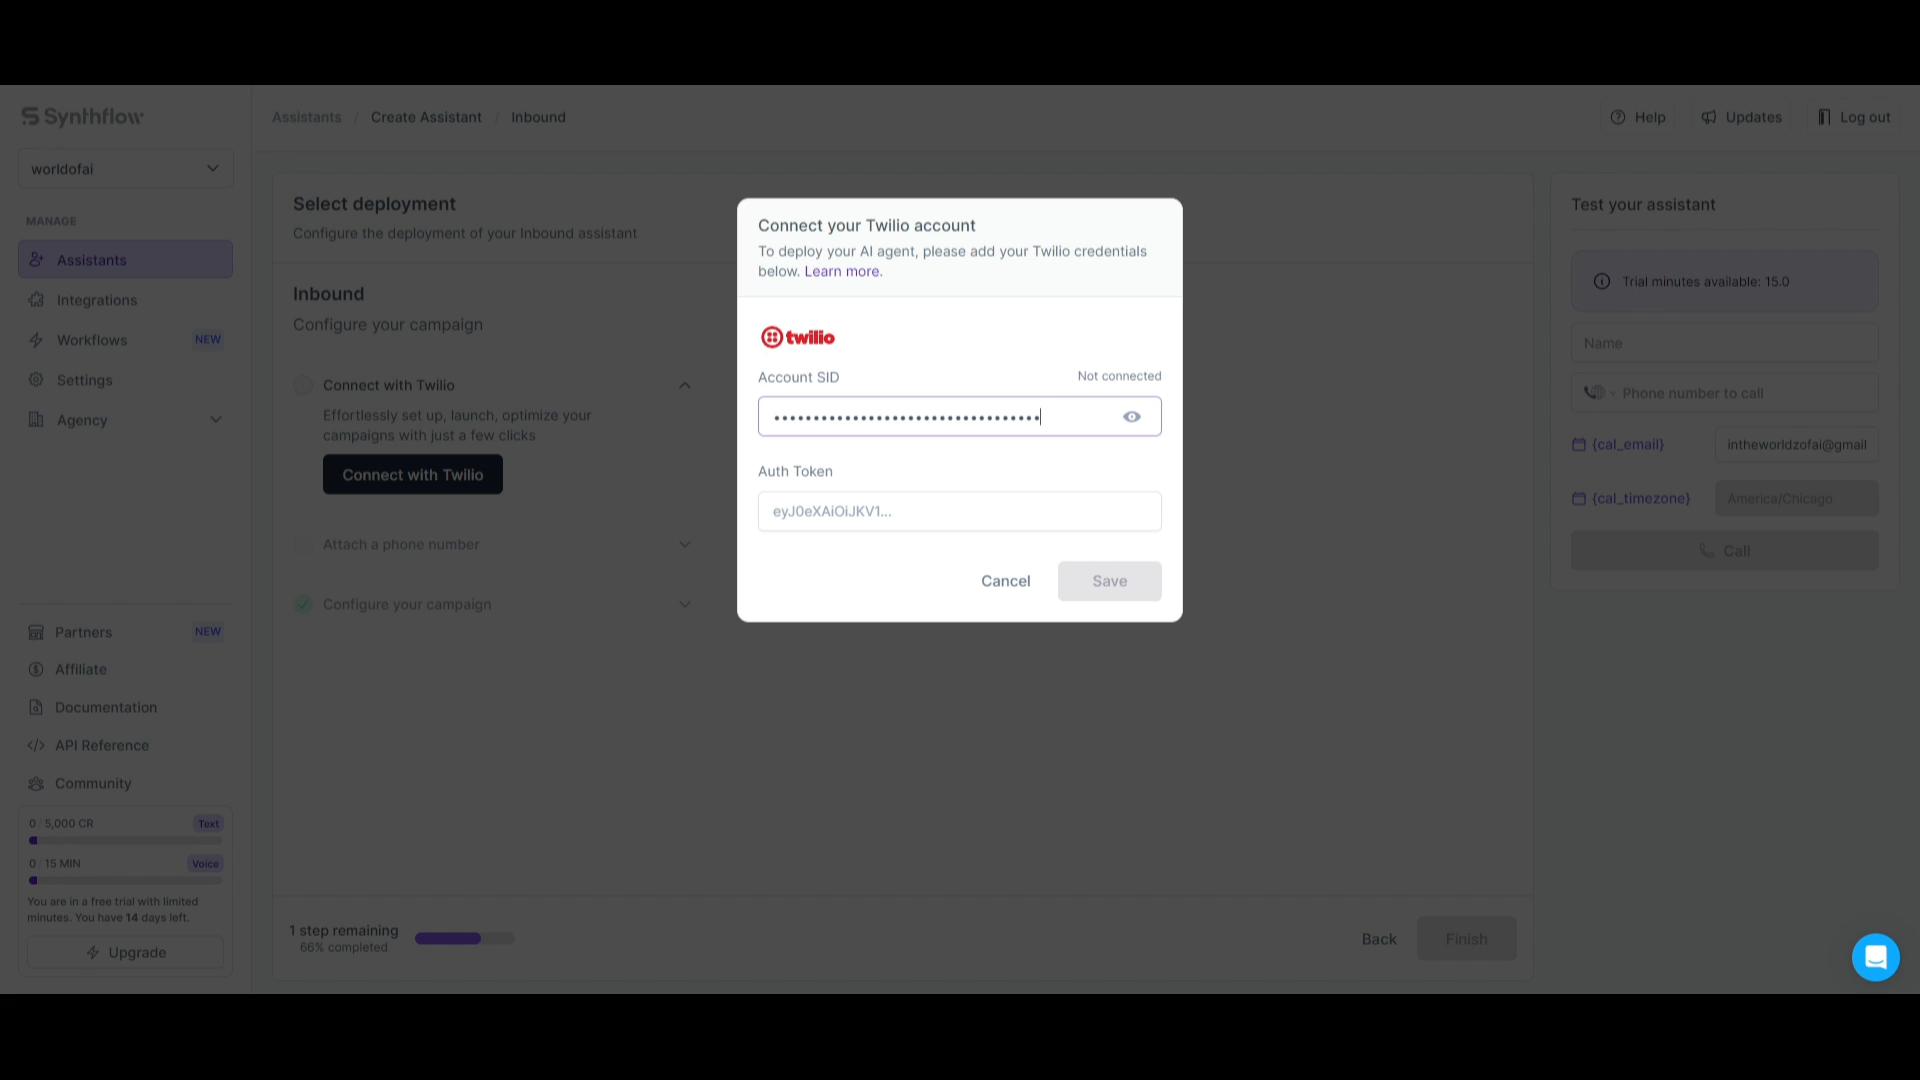 Synthflow
worldofai
MANAGE
Assistants
Integrations
Workflows NEW
Settings
Agency
Partners NEW
Affiliate
Documentation
API Reference
Community
0 / 5,000 CR Text
0 / 15 MIN Voice
You are in a free trial with limited
minutes. You have 14 days left.
Upgrade
Assistants / Create Assistant / Inbound
Help
Updates
Log out
Select deployment
Configure the deployment of your Inbound assistant
Inbound
Configure your campaign
Connect with Twilio
Effortlessly set up, launch, optimize your
campaigns with just a few clicks
Connect with Twilio
Attach a phone number
Configure your campaign
1 step remaining
66% completed
Back
Finish
Connect your Twilio account
To deploy your AI agent, please add your Twilio credentials
below. Learn more.
twilio
Account SID Not connected
Auth Token
eyJ0eXAiOiJKV1...
Cancel
Save
Test your assistant
Trial minutes available: 15.0
Name
Phone number to call
{cal_email} intheworldzofai@gmail
{cal_timezone} America/Chicago
Call